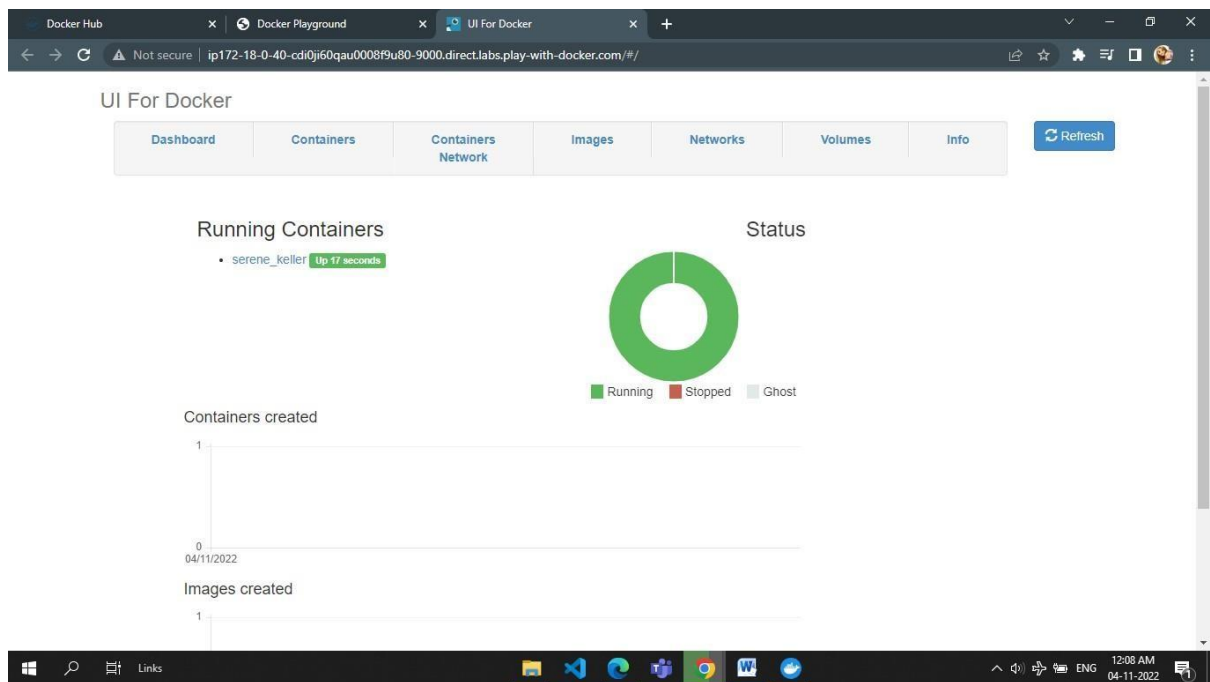 Docker Hub
Docker Playground
UI For Docker
Not secure | ip172-18-0-40-cdi0ji60qau0008f9u80-9000.direct.labs.play-with-docker.com/#/
UI For Docker
Dashboard
Containers
Containers
Network
Images
Networks
Volumes
Info
Refresh
Running Containers
Status
serene_keller Up 17 seconds
Running Stopped Ghost
Containers created
1
0
04/11/2022
Images created
1
Links
ENG
12:08 AM
04-11-2022
1